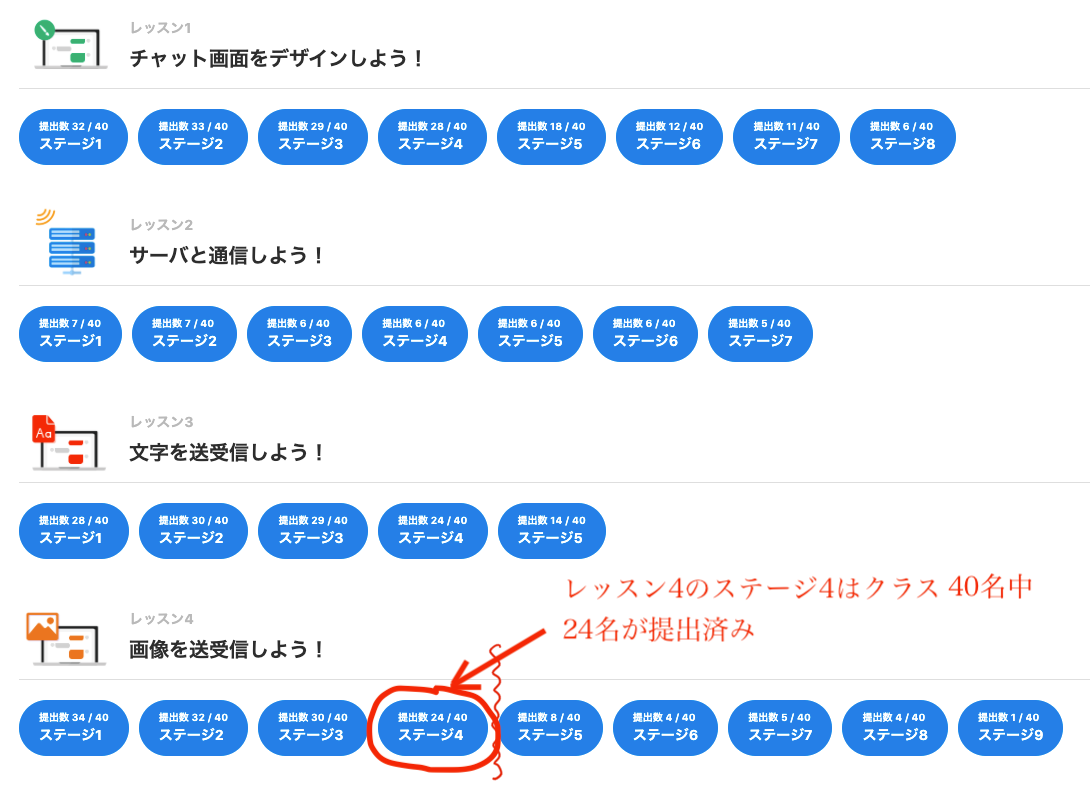 レッスン1
チャット画面をデザインしよう！
提出数 32 / 40 提出数 33 / 40 提出数 29 / 40 提出数 28 / 40 提出数 18 / 40 提出数 12 / 40 提出数 11 / 40 提出数 6 / 40
ステージ1 ステージ2 ステージ3 ステージ4 ステージ5 ステージ6 ステージ7 ステージ8
レッスン2
サーバと通信しよう！
提出数 7 / 40 提出数 7 / 40 提出数 6 / 40 提出数 6 / 40 提出数 6 / 40 提出数 6 / 40 提出数 5 / 40
ステージ1 ステージ2 ステージ3 ステージ4 ステージ5 ステージ6 ステージ7
レッスン3
Aa
文字を送受信しよう！
提出数 28 / 40 提出数 30 / 40 提出数 29 / 40 提出数 24 / 40 提出数 14 / 40
ステージ1 ステージ2 ステージ3 ステージ4 ステージ5
レッスン4のステージ4はクラス 40名中
24名が提出済み
レッスン4
画像を送受信しよう！
提出数 34 / 40 提出数 32 / 40 提出数 30 / 40 提出数 24 / 40 提出数 8 / 40 提出数 4 / 40 提出数 5 / 40 提出数 4 / 40 提出数 1 / 40
ステージ1 ステージ2 ステージ3 ステージ4 ステージ5 ステージ6 ステージ7 ステージ8 ステージ9